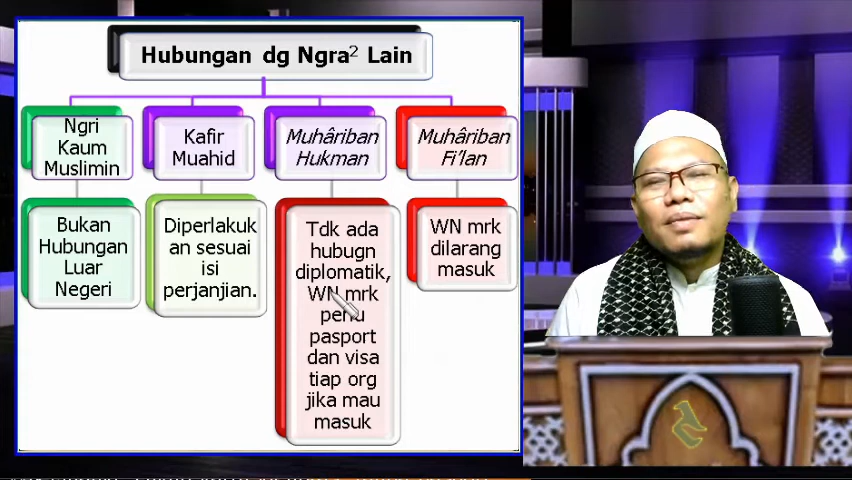 Hubungan dg Ngra² Lain
Ngri
Kaum
Muslimin
Kafir
Muahid
Muhâriban
Hukman
Muhâriban
Fi'lan
Bukan
Hubungan
Luar
Negeri
Diperlakuk
an sesuai
isi
perjanjian.
Tdk ada
hubugn
diplomatik,
WN mrk
perlu
pasport
dan visa
tiap org
jika mau
masuk
WN mrk
dilarang
masuk